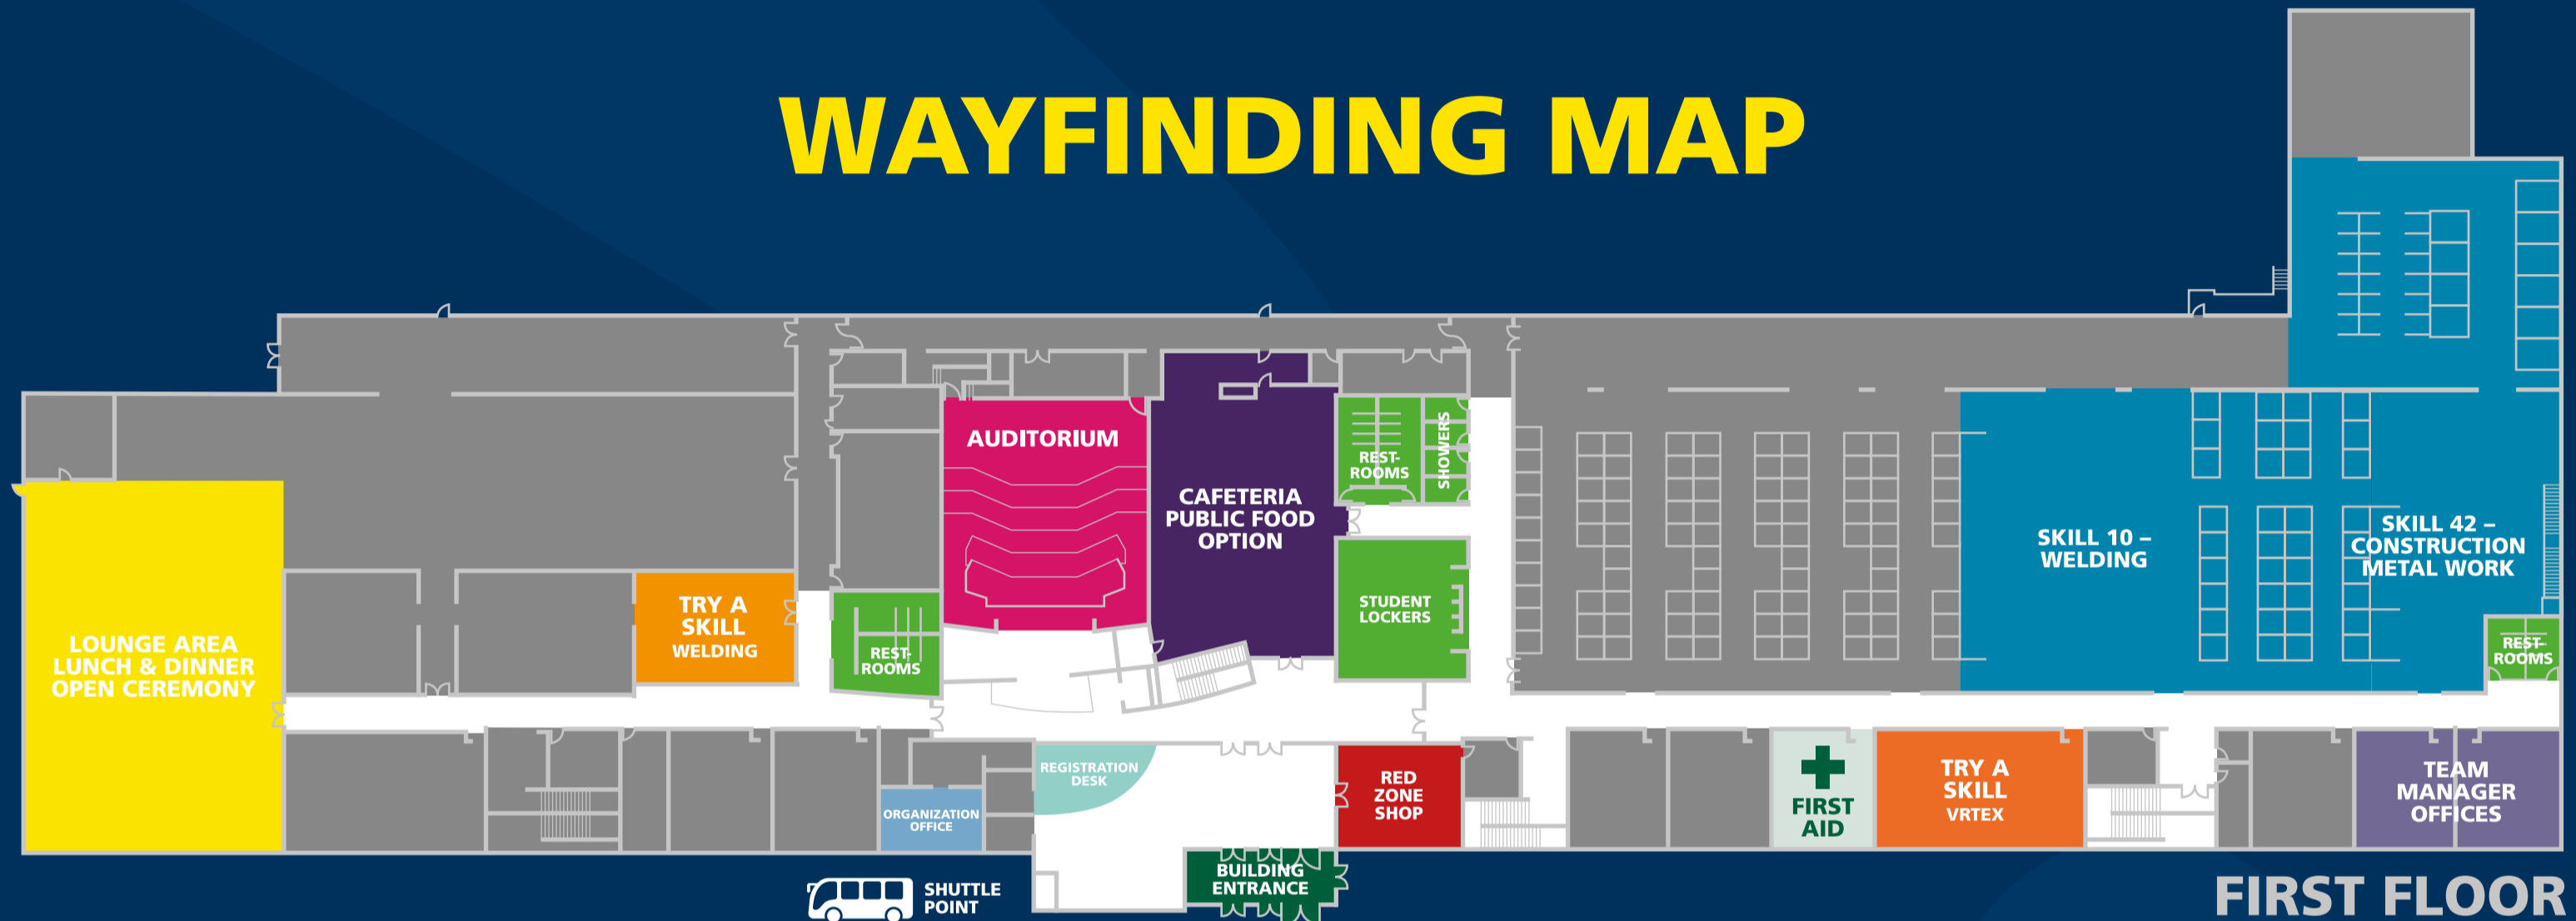 WAYFINDING MAP
AUDITORIUM
CAFETERIA
PUBLIC FOOD
OPTION
REST-
ROOMS
SHOWERS
STUDENT
LOCKERS
SKILL 10 –
WELDING
SKILL 42 –
CONSTRUCTION
METAL WORK
REST-
ROOMS
LOUNGE AREA
LUNCH & DINNER
OPEN CEREMONY
TRY A
SKILL
WELDING
REST-
ROOMS
REGISTRATION
DESK
ORGANIZATION
OFFICE
RED
ZONE
SHOP
FIRST
AID
TRY A
SKILL
VRTEX
TEAM
MANAGER
OFFICES
BUILDING
ENTRANCE
SHUTTLE
POINT
FIRST FLOOR